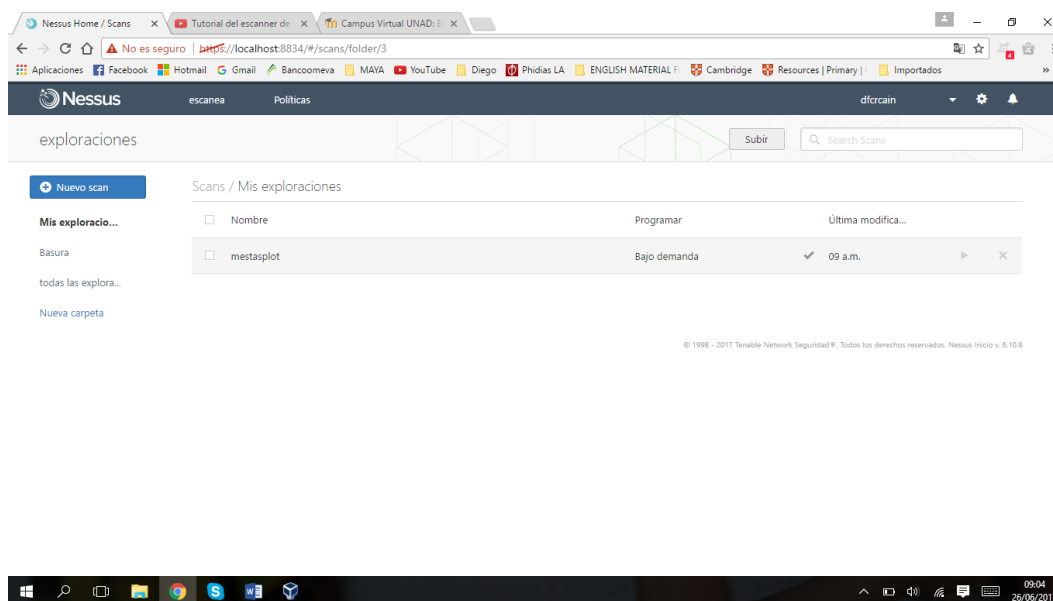 Nessus Home / Scans
Tutorial del escanner de
Campus Virtual UNAD: E
No es seguro | https://localhost:8834/#/scans/folder/3
Aplicaciones Facebook Hotmail Gmail Bancoomeva MAYA YouTube Diego Phidias LA ENGLISH MATERIAL F Cambridge Resources | Primary | Importados »
Nessus escanea Políticas dfcrcain
exploraciones Subir Search Scans
Nuevo scan
Mis exploracio...
Basura
todas las explora...
Nueva carpeta
Scans / Mis exploraciones
Nombre Programar Última modifica...
mestasplot Bajo demanda 09 a.m.
© 1998 - 2017 Tenable Network Seguridad®. Todos los derechos reservados. Nessus Inicio v. 6.10.8
09:04
26/06/201